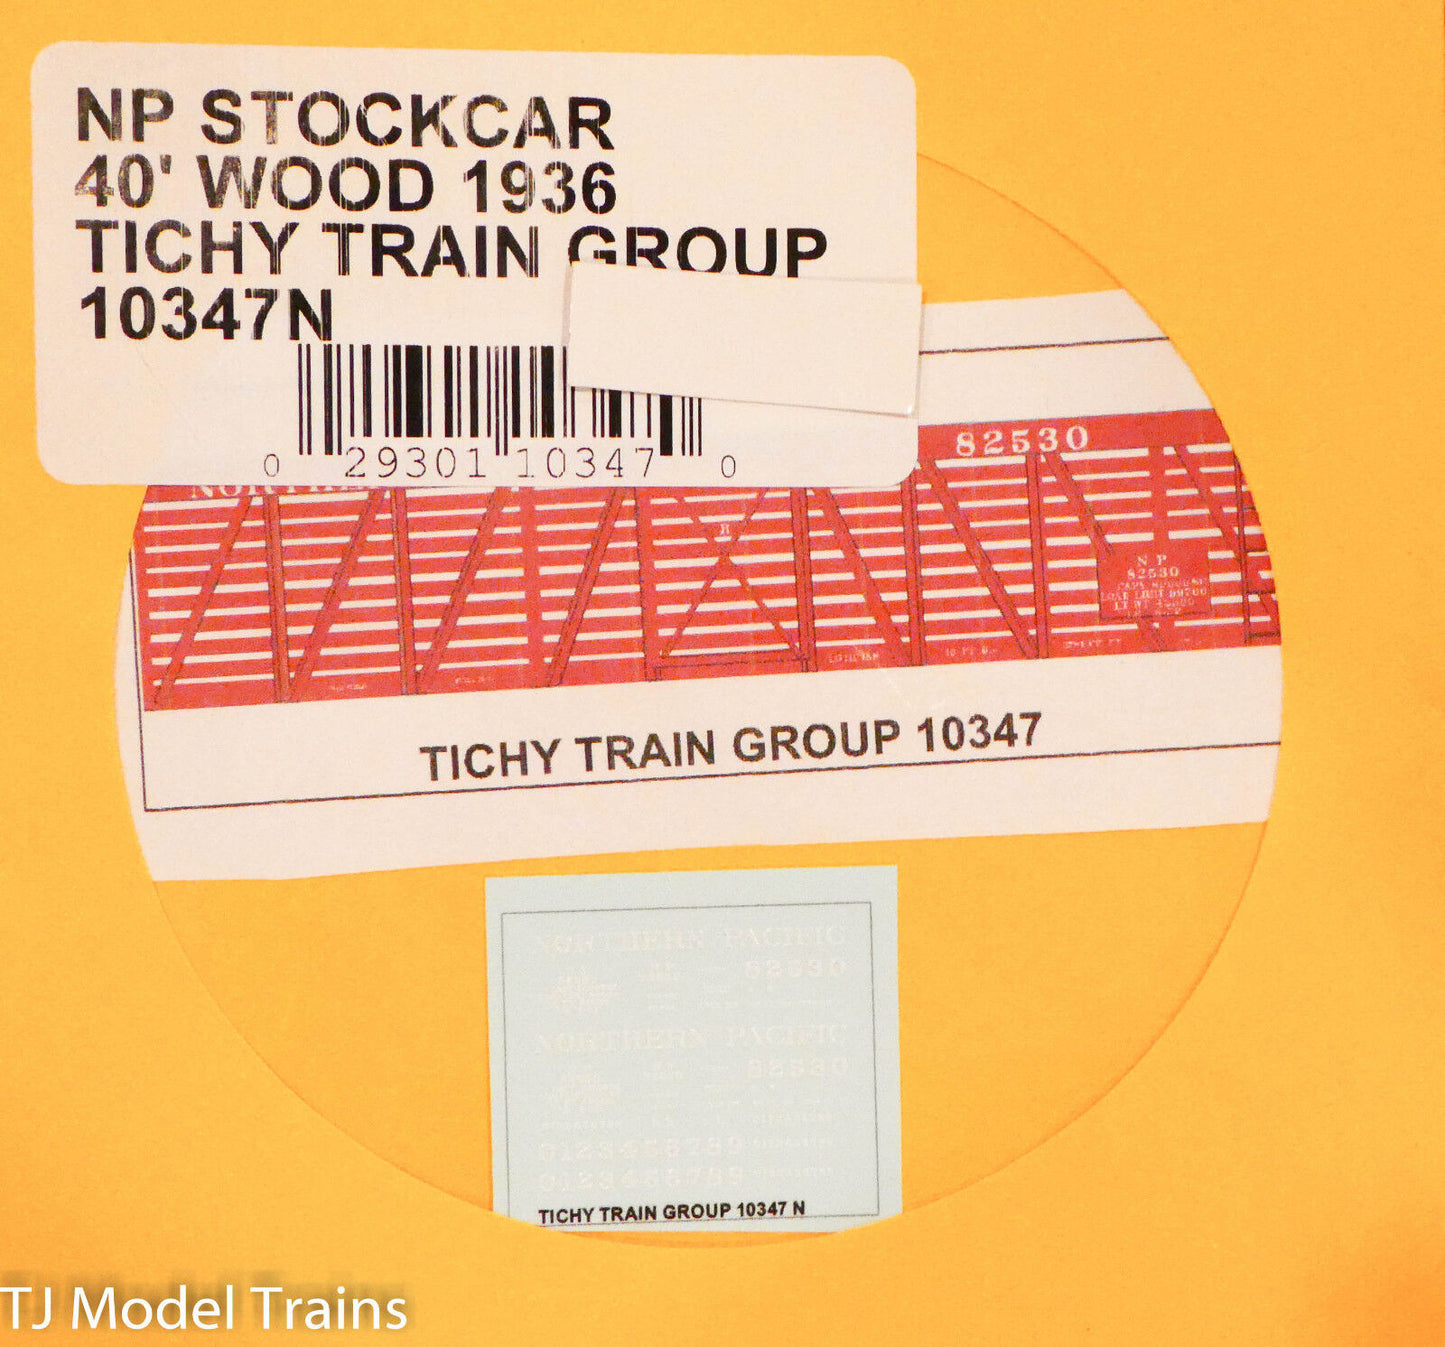 NP STOCKCAR
40' WOOD 1936
TICHY TRAIN GROUP
10347N
0 29301 10347 0
82530
NORTHE
H
N P
82530
TICHY TRAIN GROUP 10347
NORTHERN PACIFIC
82530
NORTHERN PACIFIC
82530
0123456789
0123456789
TICHY TRAIN GROUP 10347 N
TJ Model Trains